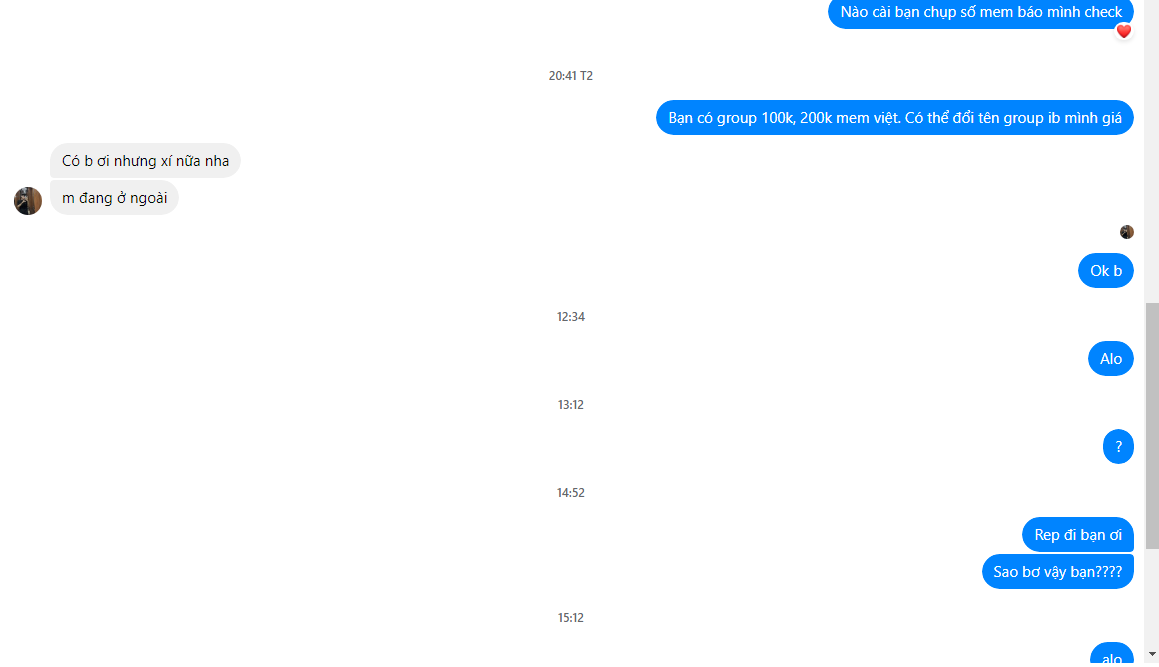 Nào cài bạn chụp số mem báo mình check
20:41 T2
Bạn có group 100k, 200k mem việt. Có thể đổi tên group ib mình giá
Có b ơi nhưng xí nữa nha
m đang ở ngoài
Ok b
12:34
Alo
13:12
?
14:52
Rep đi bạn ơi
Sao bơ vậy bạn????
15:12
alo